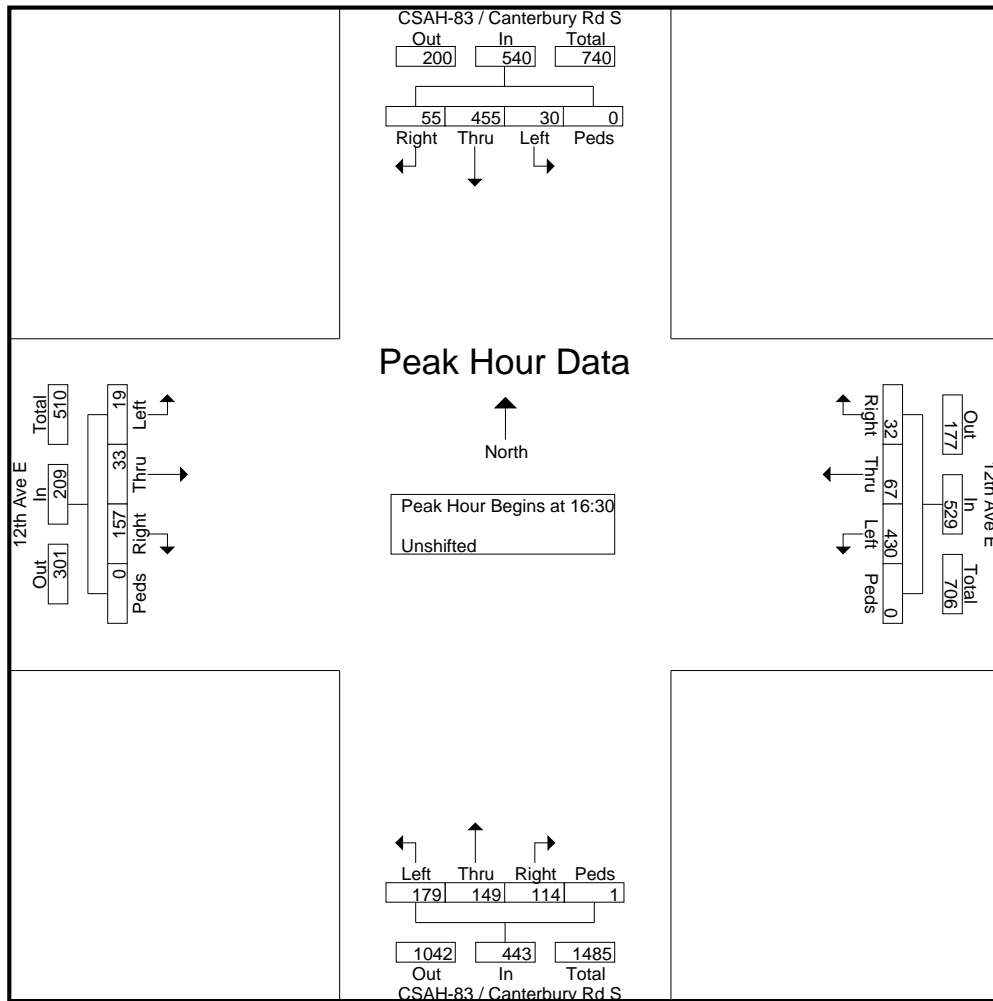 CSAH-83 / Canterbury Rd S
Out In Total
200 540 740
55 455 30 0
Right Thru Left Peds
Peak Hour Data
North
Peak Hour Begins at 16:30
Unshifted
12th Ave E
Total In Out
510 209 301
19 33 157 0
Left Thru Right Peds
12th Ave E
Out In Total
177 529 706
32 67 430 0
Right Thru Left Peds
Left Thru Right Peds
179 149 114 1
1042 443 1485
Out In Total
CSAH-83 / Canterbury Rd S